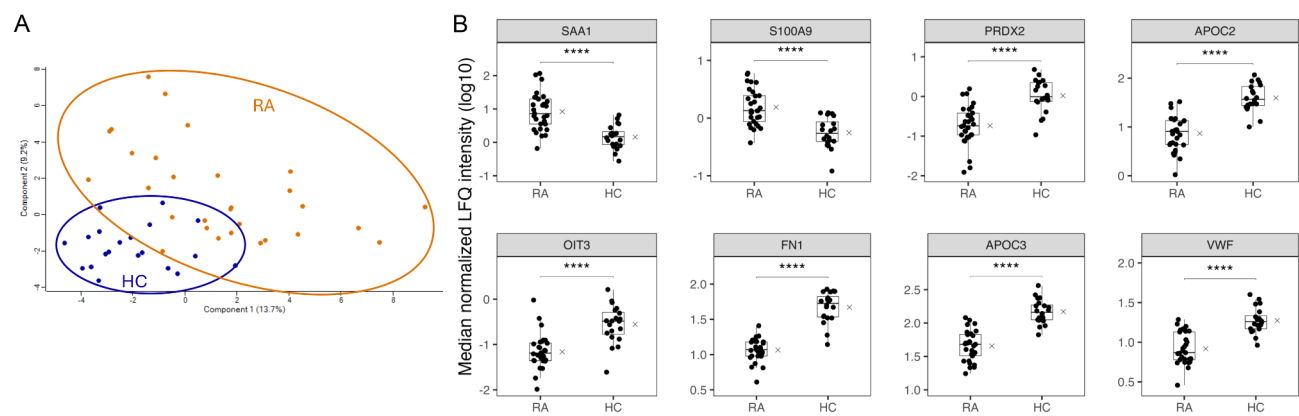 A
B
8
6
4
2
0
-2
-4
-4
-2
0
2
4
6
8
Component 2 (9.2%)
Component 1 (13.7%)
RA
HC
Median normalized LFQ intensity (log10)
SAA1
****
2
1
0
-1
RA
HC
S100A9
****
1
0
-1
RA
HC
PRDX2
****
1
0
-1
-2
RA
HC
APOC2
****
2
1
0
RA
HC
OIT3
****
0
-1
-2
RA
HC
FN1
****
2.0
1.5
1.0
0.5
RA
HC
APOC3
****
2.5
2.0
1.5
1.0
RA
HC
VWF
****
2.0
1.5
1.0
0.5
RA
HC